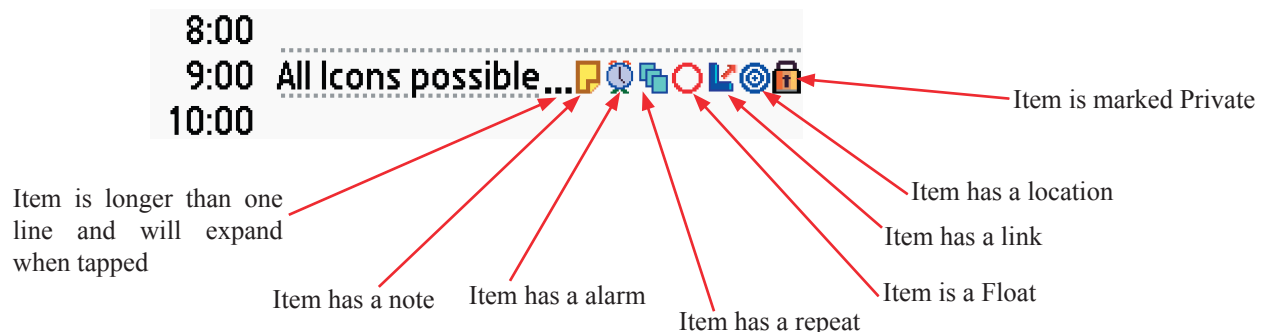 8:00
9:00 All Icons possible...
10:00
Item is marked Private
Item has a location
Item is longer than one
line and will expand
when tapped
Item has a link
Item has a note
Item has a alarm
Item is a Float
Item has a repeat